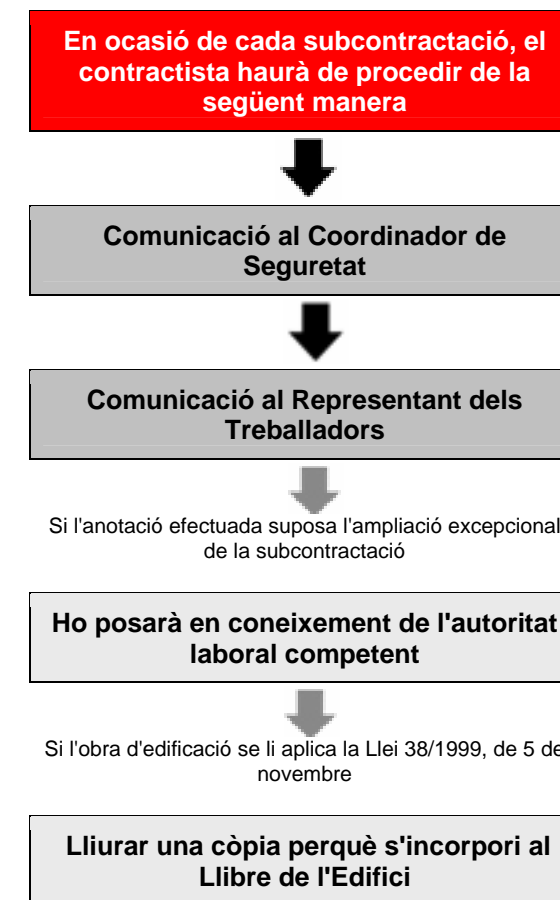 En ocasió de cada subcontractació, el
contractista haurà de procedir de la
següent manera
Comunicació al Coordinador de
Seguretat
Comunicació al Representant dels
Treballadors
Si l'anotació efectuada suposa l'ampliació excepcional
de la subcontractació
Ho posarà en coneixement de l'autoritat
laboral competent
Si l'obra d'edificació se li aplica la Llei 38/1999, de 5 de
novembre
Lliurar una còpia perquè s'incorpori al
Llibre de l'Edifici